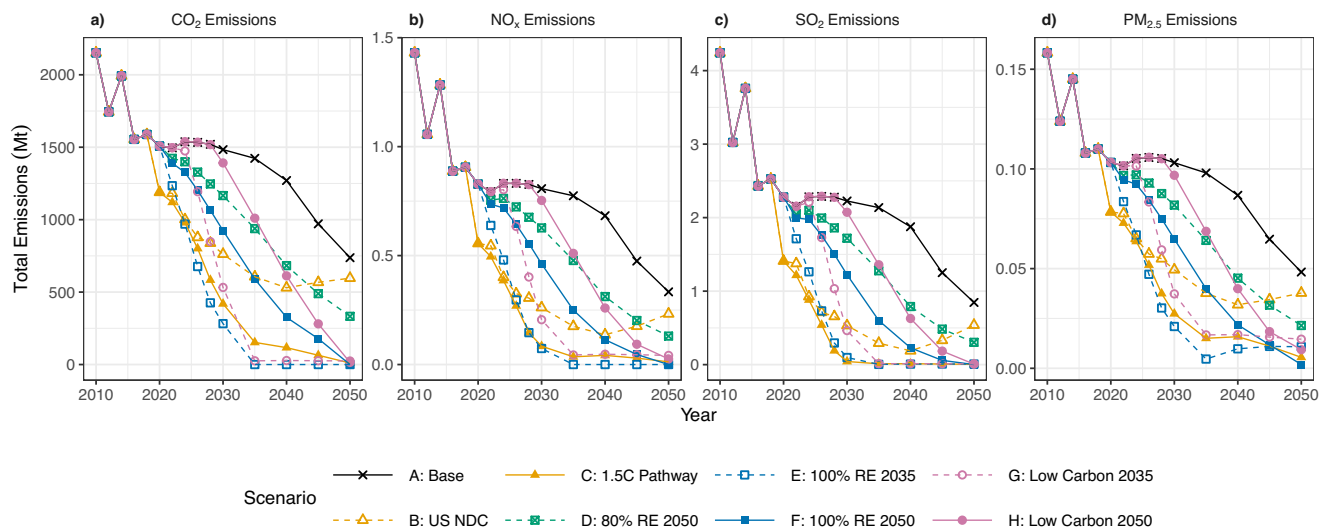 a) CO₂ Emissions
b) NOₓ Emissions
c) SO₂ Emissions
d) PM₂.₅ Emissions
Total Emissions (Mt)
2000
1500
1000
500
0
1.5
1.0
0.5
0.0
4
3
2
1
0
0.15
0.10
0.05
0.00
2010 2020 2030 2040 2050
2010 2020 2030 2040 2050
2010 2020 2030 2040 2050
2010 2020 2030 2040 2050
Year
Scenario
A: Base
C: 1.5C Pathway
E: 100% RE 2035
G: Low Carbon 2035
B: US NDC
D: 80% RE 2050
F: 100% RE 2050
H: Low Carbon 2050